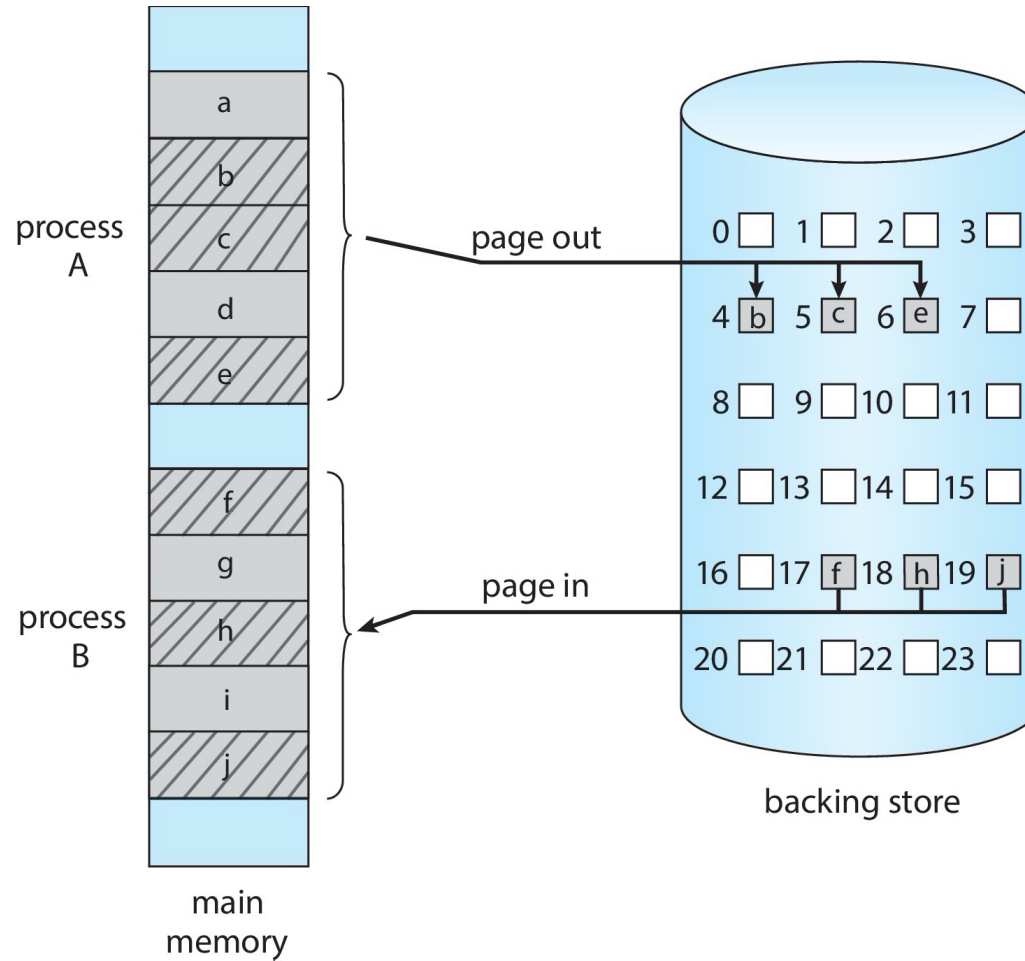 a
b
process
A
c
d
e
page out
0 1 2 3
4 b 5 c 6 e 7
8 9 10 11
12 13 14 15
16 17 f 18 h 19 j
20 21 22 23
backing store
f
g
process
B
h
i
j
page in
main
memory